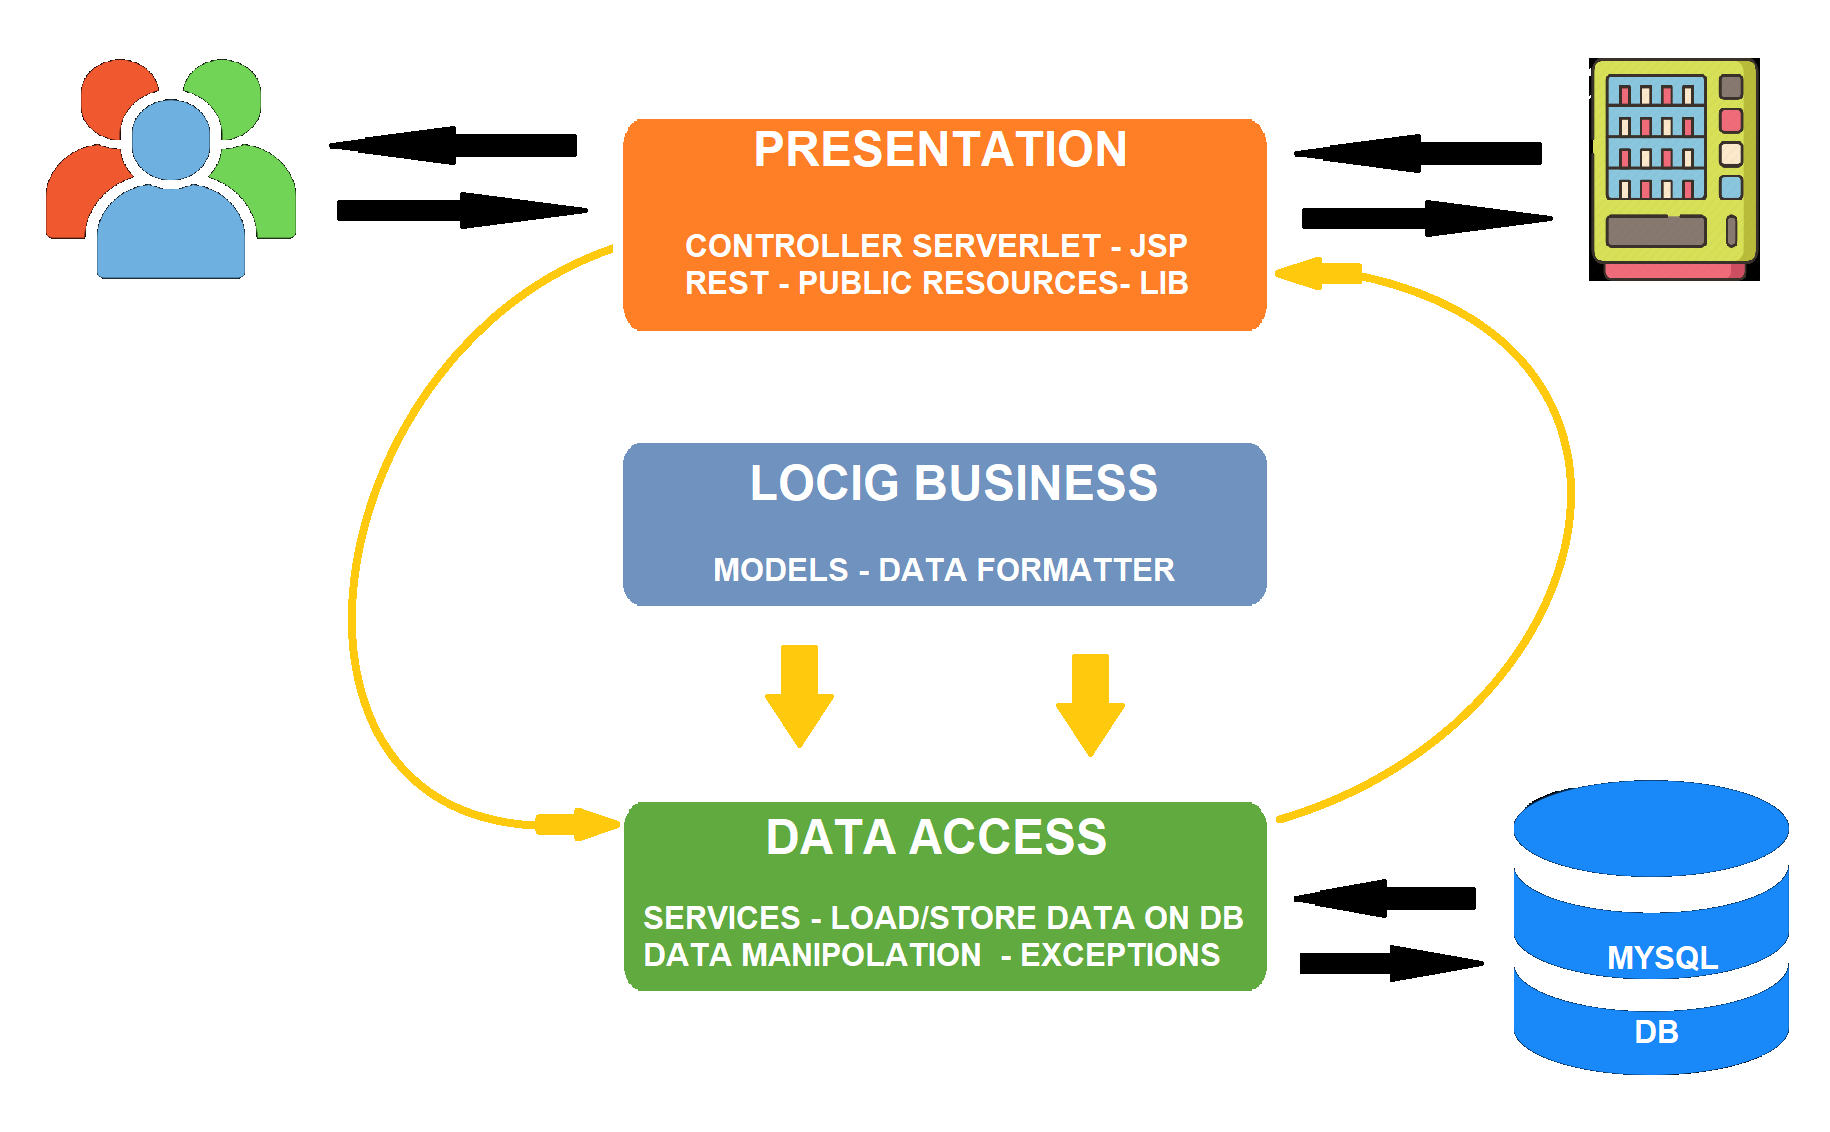 PRESENTATION
CONTROLLER SERVERLET - JSP
REST - PUBLIC RESOURCES- LIB
LOCIG BUSINESS
MODELS - DATA FORMATTER
DATA ACCESS
SERVICES - LOAD/STORE DATA ON DB
DATA MANIPOLATION  - EXCEPTIONS
MYSQL
DB